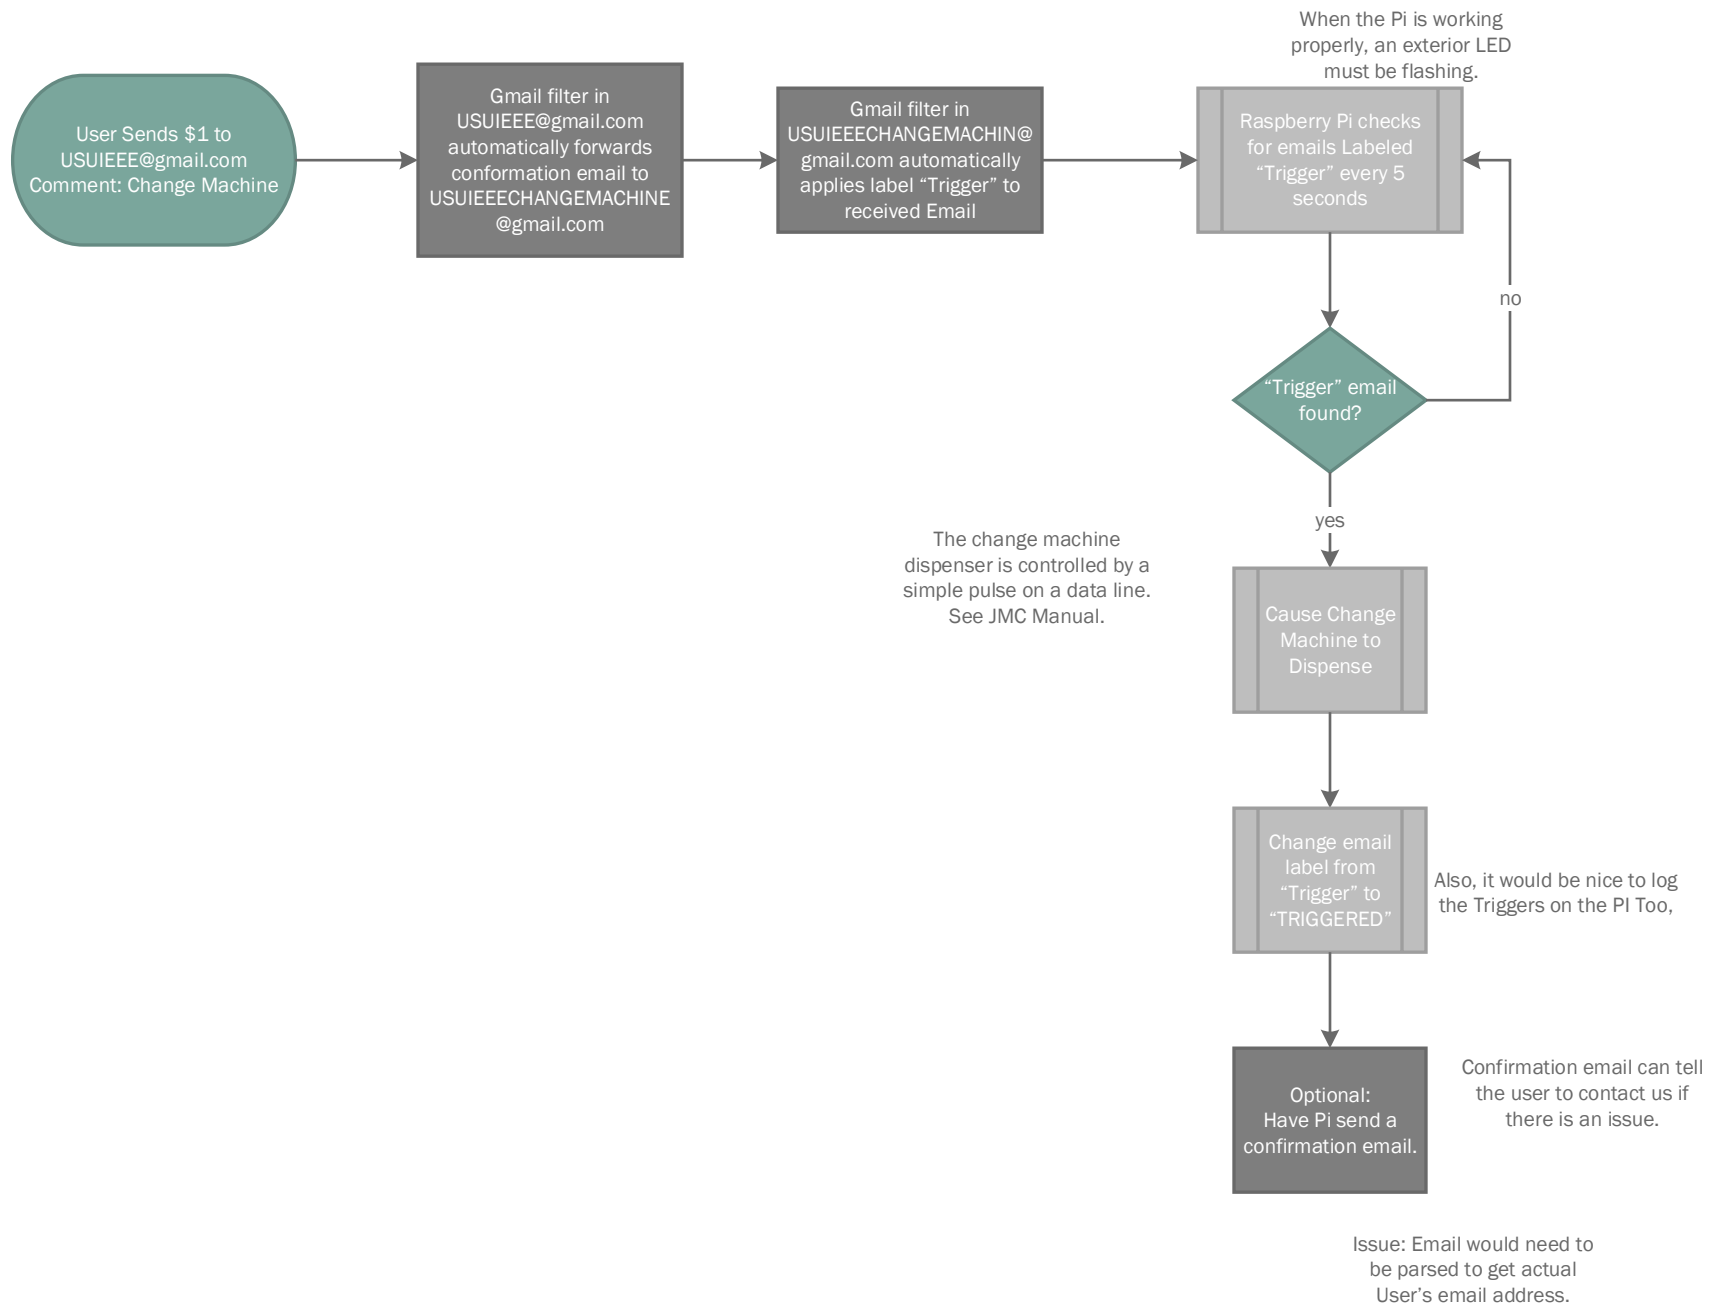 When the Pi is working
properly, an exterior LED
must be flashing.
User Sends $1 to
USUIEEE@gmail.com
Comment: Change Machine
Gmail filter in
USUIEEE@gmail.com
automatically forwards
conformation email to
USUIEEECHANGEMACHINE
@gmail.com
Gmail filter in
USUIEEECHANGEMACHIN@
gmail.com automatically
applies label “Trigger” to
received Email
Raspberry Pi checks
for emails Labeled
“Trigger” every 5
seconds
no
“Trigger” email
found?
yes
The change machine
dispenser is controlled by a
simple pulse on a data line.
See JMC Manual.
Cause Change
Machine to
Dispense
Change email
label from
“Trigger” to
“TRIGGERED”
Also, it would be nice to log
the Triggers on the PI Too,
Optional:
Have Pi send a
confirmation email.
Confirmation email can tell
the user to contact us if
there is an issue.
Issue: Email would need to
be parsed to get actual
User’s email address.